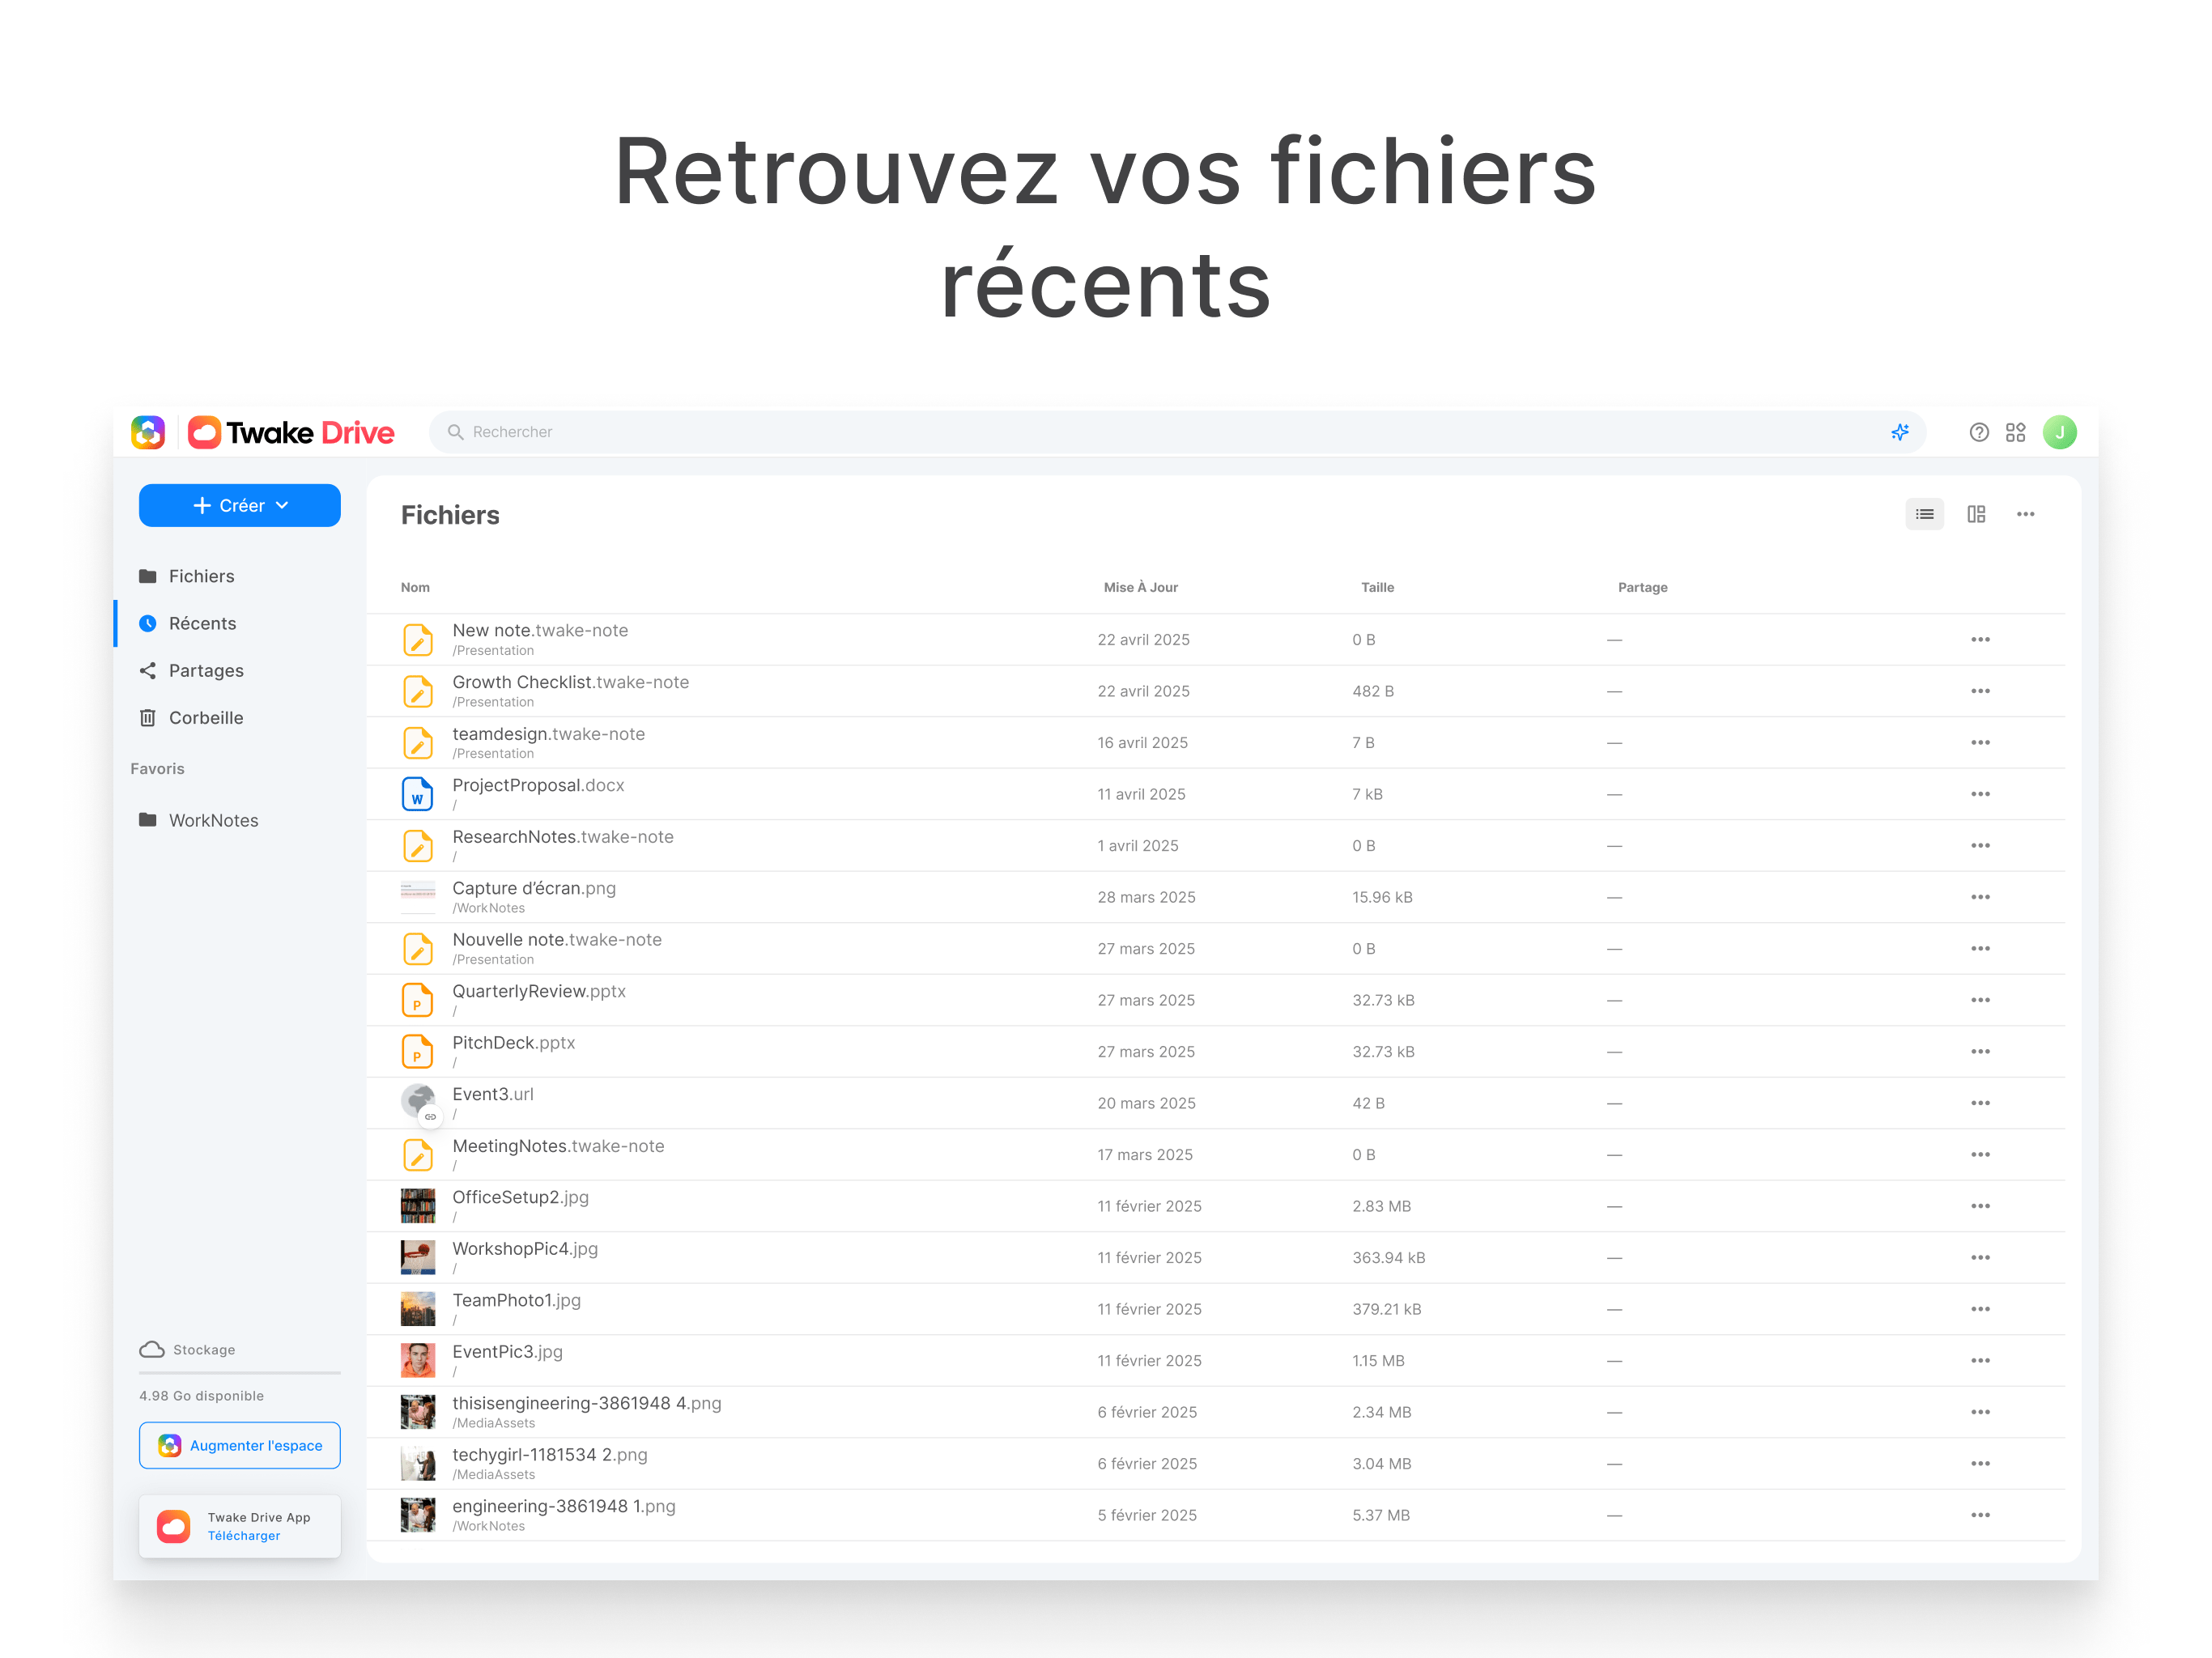 Retrouvez vos fichiers
récents
Twake Drive
Rechercher
J
Créer
Fichiers
Récents
Partages
Corbeille
Favoris
WorkNotes
Stockage
4.98 Go disponible
Augmenter l'espace
Twake Drive App
Télécharger
Fichiers
Nom Mise À Jour Taille Partage
New note.twake-note 22 avril 2025 0 B —
/Presentation
Growth Checklist.twake-note 22 avril 2025 482 B —
/Presentation
teamdesign.twake-note 16 avril 2025 7 B —
/Presentation
W ProjectProposal.docx 11 avril 2025 7 kB —
/
ResearchNotes.twake-note 1 avril 2025 0 B —
/
Capture d’écran.png 28 mars 2025 15.96 kB —
/WorkNotes
Nouvelle note.twake-note 27 mars 2025 0 B —
/Presentation
P QuarterlyReview.pptx 27 mars 2025 32.73 kB —
/
P PitchDeck.pptx 27 mars 2025 32.73 kB —
/
Event3.url 20 mars 2025 42 B —
/
MeetingNotes.twake-note 17 mars 2025 0 B —
/
OfficeSetup2.jpg 11 février 2025 2.83 MB —
/
WorkshopPic4.jpg 11 février 2025 363.94 kB —
/
TeamPhoto1.jpg 11 février 2025 379.21 kB —
/
EventPic3.jpg 11 février 2025 1.15 MB —
/
thisisengineering-3861948 4.png 6 février 2025 2.34 MB —
/MediaAssets
techygirl-1181534 2.png 6 février 2025 3.04 MB —
/MediaAssets
engineering-3861948 1.png 5 février 2025 5.37 MB —
/WorkNotes